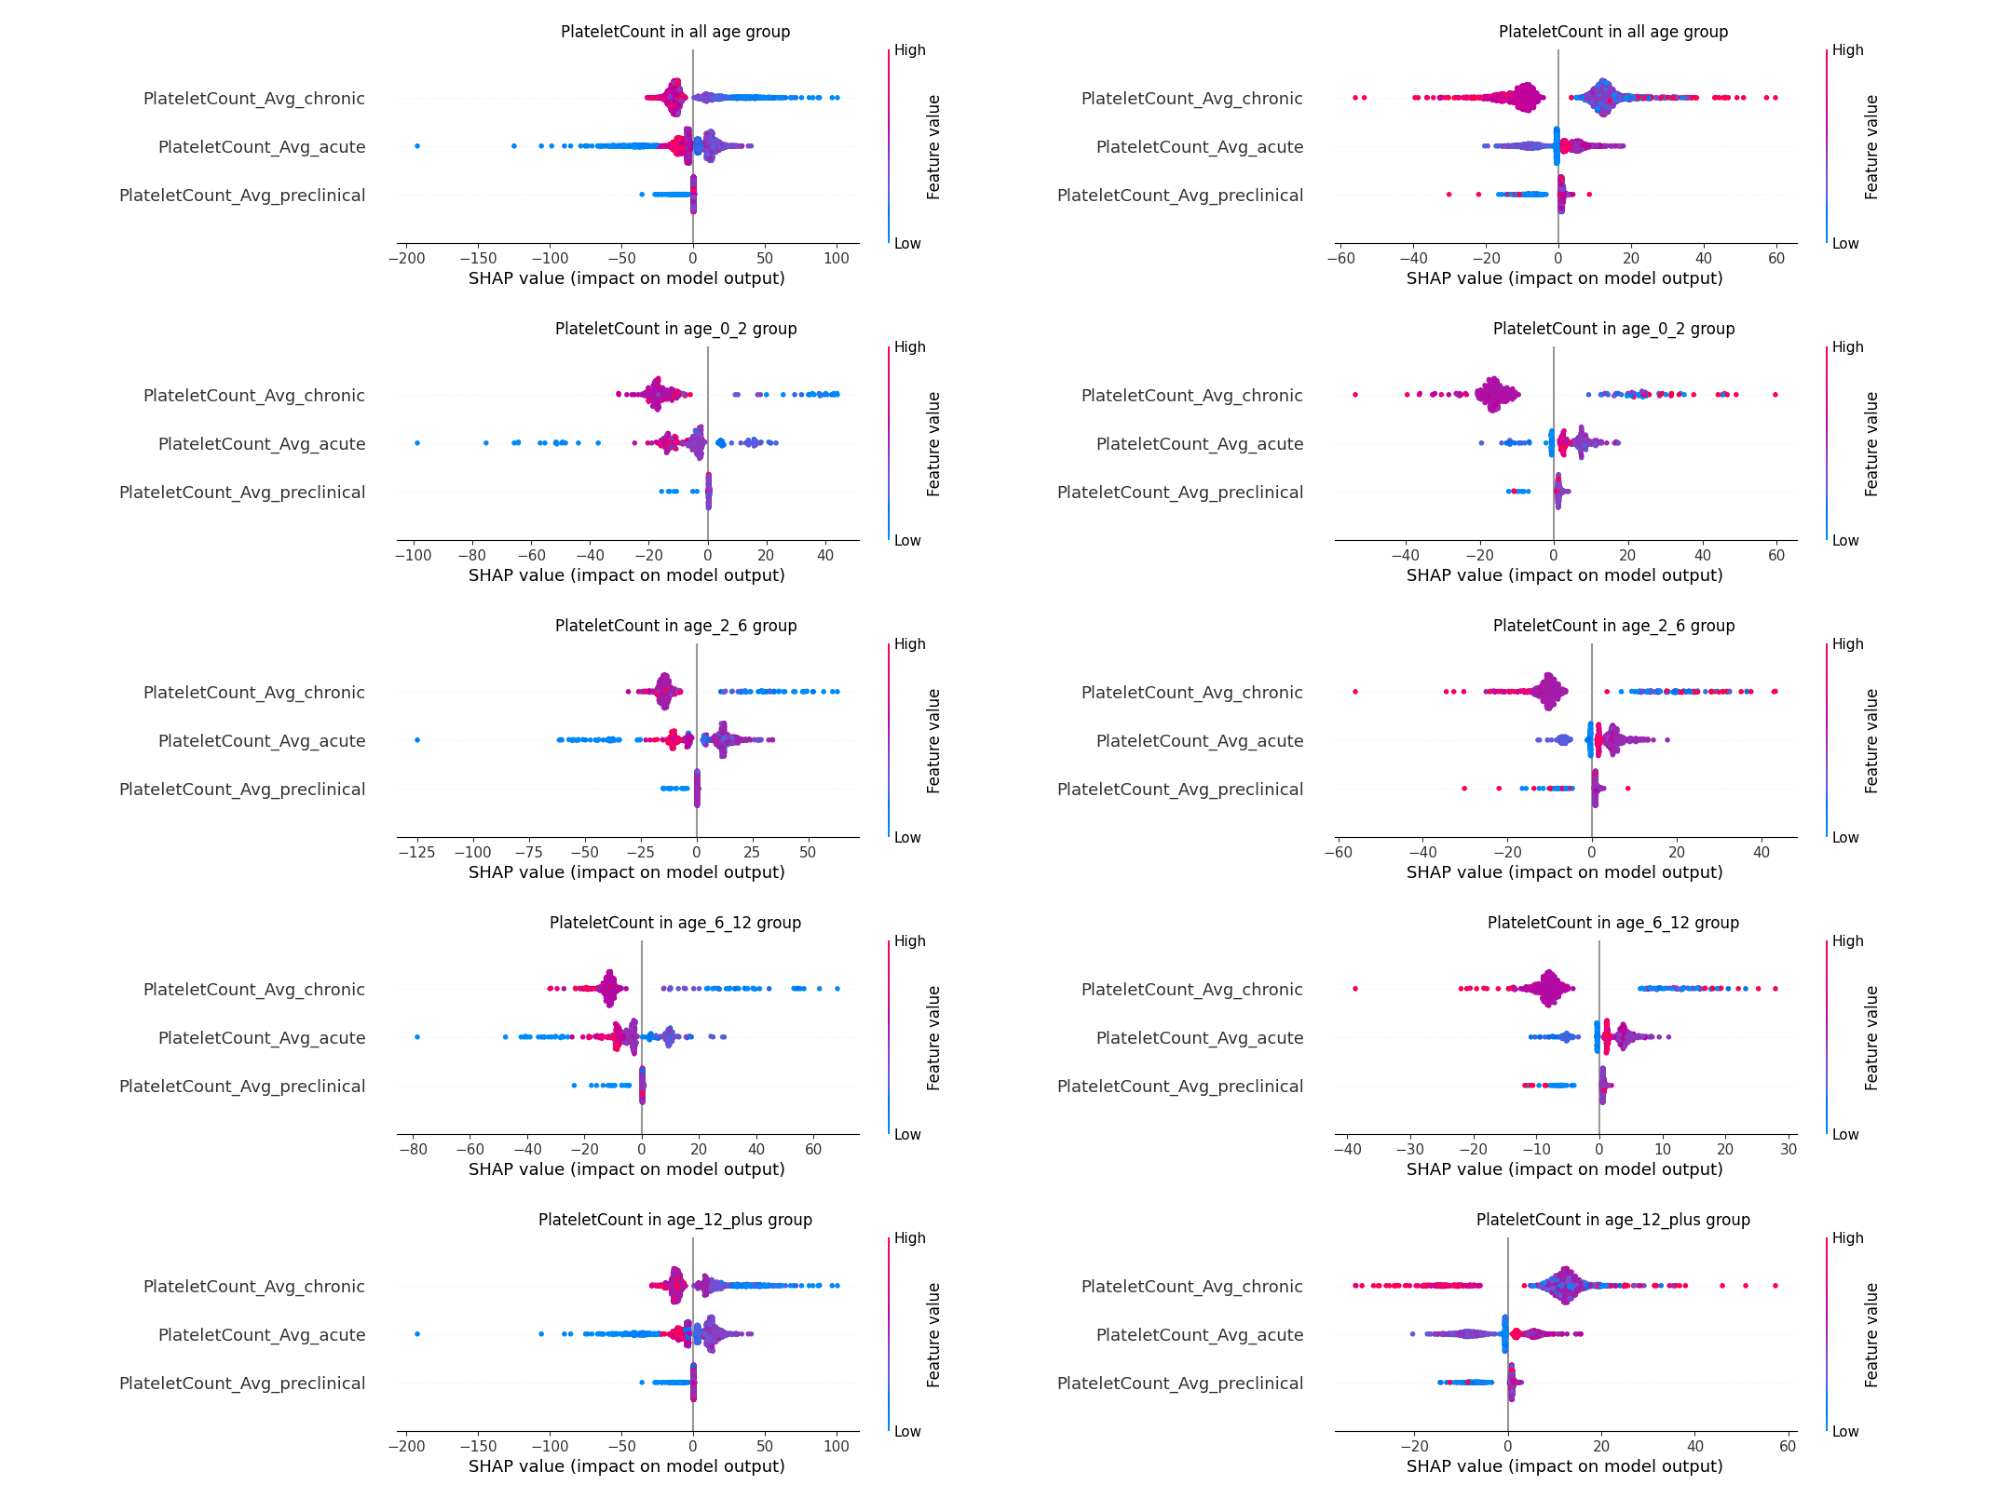 PlateletCount in all age group
High
PlateletCount_Avg_chronic
PlateletCount_Avg_acute
PlateletCount_Avg_preclinical
Feature value
Low
−200 −150 −100 −50 0 50 100
SHAP value (impact on model output)
PlateletCount in all age group
High
PlateletCount_Avg_chronic
PlateletCount_Avg_acute
PlateletCount_Avg_preclinical
Feature value
Low
−60 −40 −20 0 20 40 60
SHAP value (impact on model output)
PlateletCount in age_0_2 group
High
PlateletCount_Avg_chronic
PlateletCount_Avg_acute
PlateletCount_Avg_preclinical
Feature value
Low
−100 −80 −60 −40 −20 0 20 40
SHAP value (impact on model output)
PlateletCount in age_0_2 group
High
PlateletCount_Avg_chronic
PlateletCount_Avg_acute
PlateletCount_Avg_preclinical
Feature value
Low
−40 −20 0 20 40 60
SHAP value (impact on model output)
PlateletCount in age_2_6 group
High
PlateletCount_Avg_chronic
PlateletCount_Avg_acute
PlateletCount_Avg_preclinical
Feature value
Low
−125 −100 −75 −50 −25 0 25 50
SHAP value (impact on model output)
PlateletCount in age_2_6 group
High
PlateletCount_Avg_chronic
PlateletCount_Avg_acute
PlateletCount_Avg_preclinical
Feature value
Low
−60 −40 −20 0 20 40
SHAP value (impact on model output)
PlateletCount in age_6_12 group
High
PlateletCount_Avg_chronic
PlateletCount_Avg_acute
PlateletCount_Avg_preclinical
Feature value
Low
−80 −60 −40 −20 0 20 40 60
SHAP value (impact on model output)
PlateletCount in age_6_12 group
High
PlateletCount_Avg_chronic
PlateletCount_Avg_acute
PlateletCount_Avg_preclinical
Feature value
Low
−40 −30 −20 −10 0 10 20 30
SHAP value (impact on model output)
PlateletCount in age_12_plus group
High
PlateletCount_Avg_chronic
PlateletCount_Avg_acute
PlateletCount_Avg_preclinical
Feature value
Low
−200 −150 −100 −50 0 50 100
SHAP value (impact on model output)
PlateletCount in age_12_plus group
High
PlateletCount_Avg_chronic
PlateletCount_Avg_acute
PlateletCount_Avg_preclinical
Feature value
Low
−20 0 20 40 60
SHAP value (impact on model output)